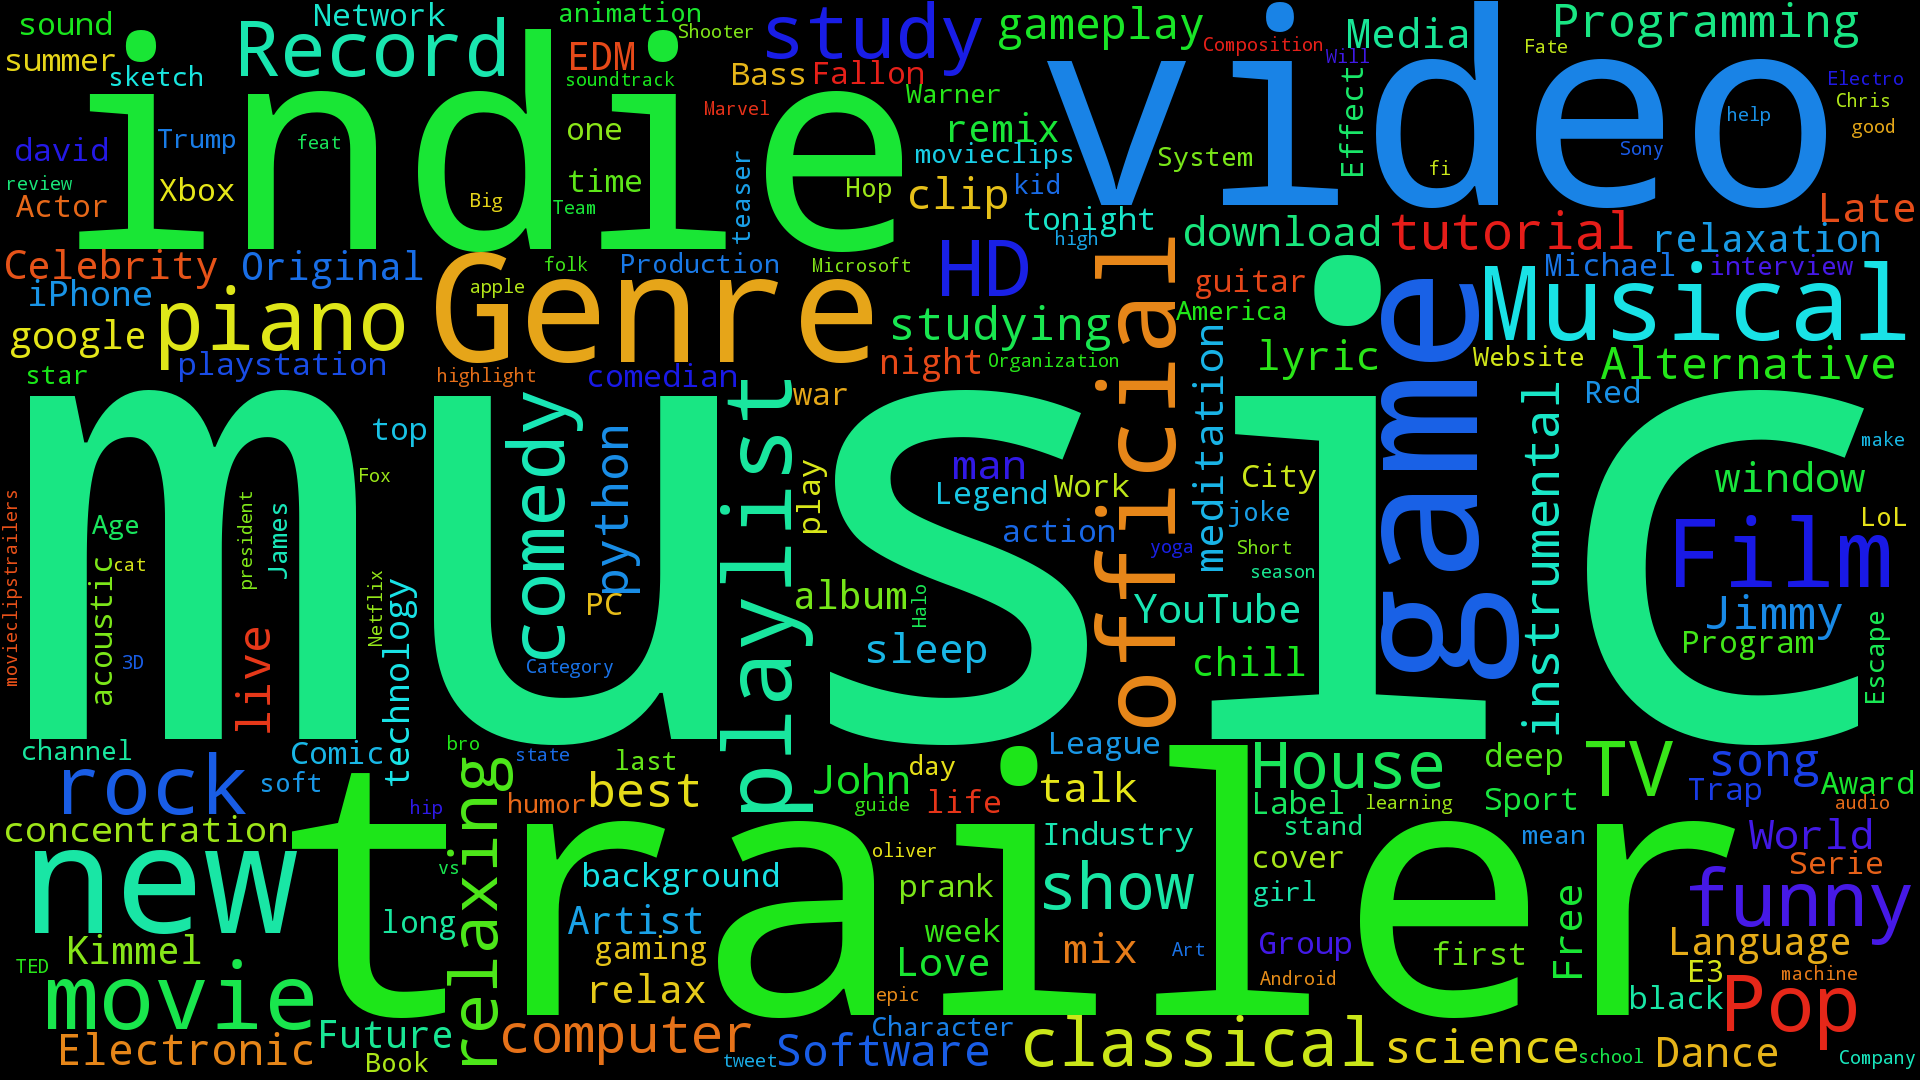 sound
Network
animation
Shooter
study
gameplay
Composition
Will
Media
Programming
Fate
summer
sketch
Record
EDM
soundtrack
Bass
Fallon
Warner
Marvel
indie
video
Effect
Electro
Chris
good
help
Sony
fi
david
Trump
feat
one
remix
movieclips
System
review
Actor
Xbox
Big
time
Team
teaser
Hop
clip
kid
tonight
high
download
tutorial
Late
relaxation
Celebrity
Original
folk
Production
Microsoft
HD
official
guitar
Michael
interview
iPhone
google
piano
apple
Genre
studying
America
game
Musical
playstation
star
highlight
comedian
night
Organization
meditation
lyric
Website
Alternative
war
Red
music
top
Fox
comedy
python
playlist
play
man
Legend
Work
City
action
joke
instrumental
make
window
LoL
Film
movieclipstrailers
Age
cat
president
James
acoustic
3D
live
Netflix
technology
PC
Category
album
Halo
sleep
yoga
Short
season
YouTube
chill
Jimmy
Program
Escape
channel
Comic
bro
state
last
John
day
League
House
deep
TV
song
Award
rock
soft
hip
relaxing
humor
best
guide
life
talk
Label
learning
Sport
Trap
audio
concentration
trailer
Industry
stand
mean
World
new
vs
background
oliver
prank
show
cover
girl
Serie
funny
long
Artist
week
mix
Art
Group
first
Free
Language
Kimmel
gaming
Love
TED
movie
relax
epic
Android
E3
machine
black
Pop
Electronic
Future
Book
computer
tweet
Character
Software
classical
science
school
Dance
Company